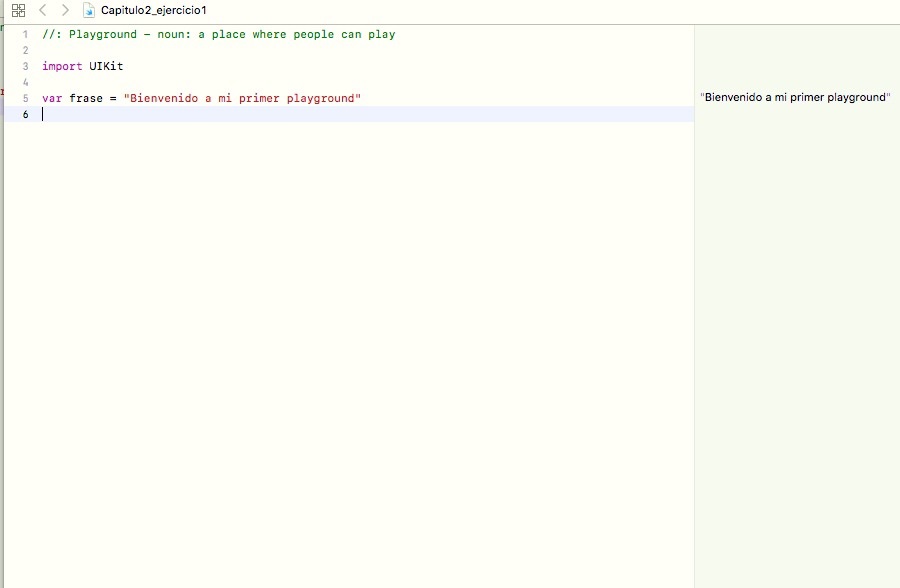 Capitulo2_ejercicio1
1 //: Playground - noun: a place where people can play
2
3 import UIKit
4
5 var frase = "Bienvenido a mi primer playground"
"Bienvenido a mi primer playground"
6